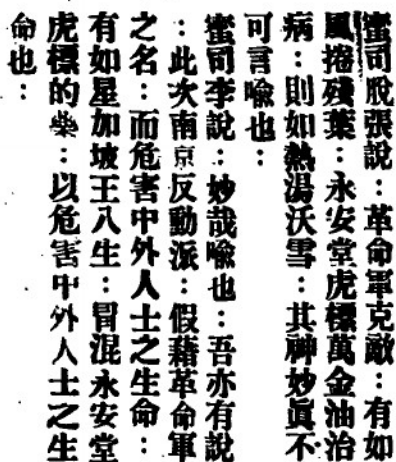 蜜司脫張說：革命軍克敵：有如
風捲殘葉：永安堂虎標萬金油治
病：則如熱湯沃雪：其神妙眞不
可言喻也：
蜜司李說：妙哉喻也：吾亦有說
：此次南京反動派：假藉革命軍
之名：而危害中外人士之生命：
有如星加坡王八生：冒混永安堂
虎標的柴：以危害中外人士之生
命也：